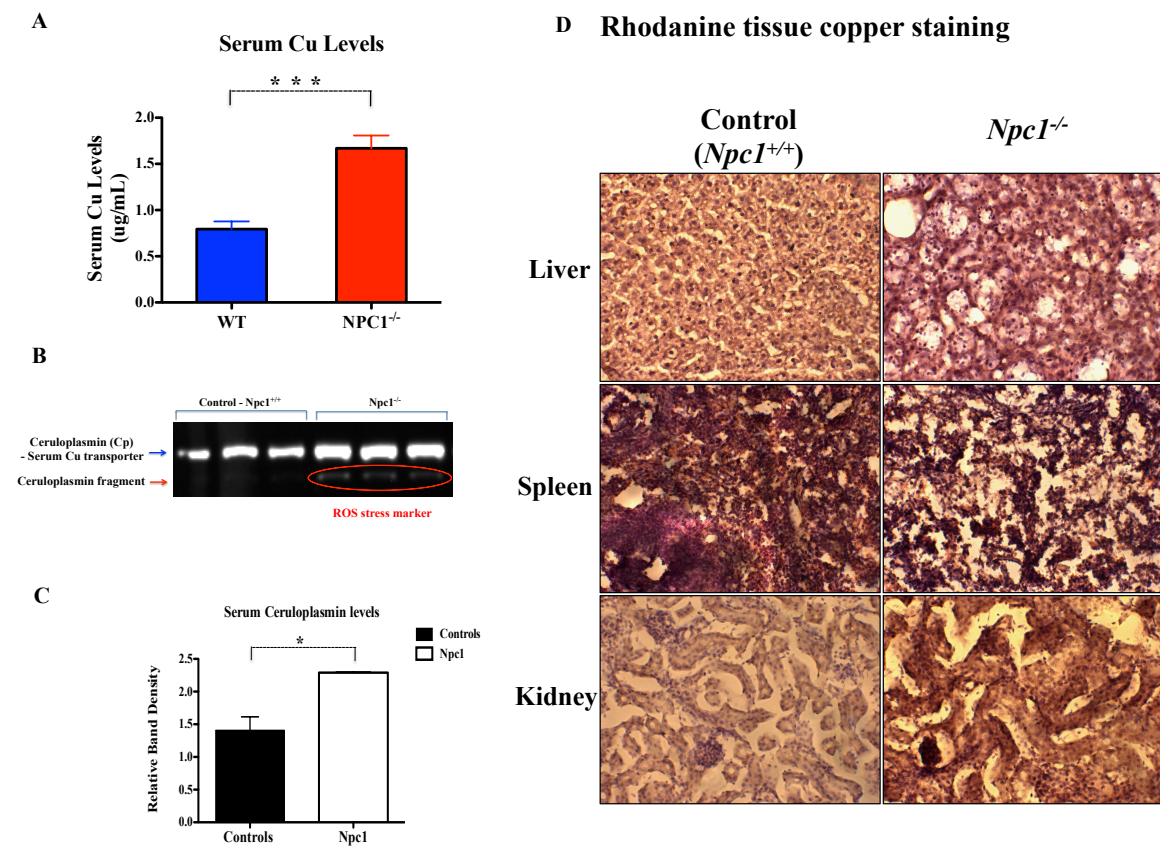 A
Serum Cu Levels
* * *
Serum Cu Levels
(ug/mL)
2.0
1.5
1.0
0.5
0.0
WT
NPC1-/-
B
Control - Npc1+/+
Npc1-/-
Ceruloplasmin (Cp)
- Serum Cu transporter
Ceruloplasmin fragment
ROS stress marker
C
Serum Ceruloplasmin levels
*
Controls
Npc1
Relative Band Density
2.5
2.0
1.5
1.0
0.5
0.0
Controls
Npc1
D Rhodanine tissue copper staining
Control
(Npc1+/+)
Npc1-/-
Liver
Spleen
Kidney